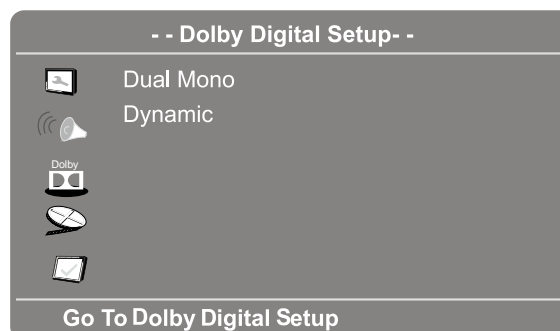 - - Dolby Digital Setup- -
Dual Mono
Dynamic
Dolby
Go To Dolby Digital Setup